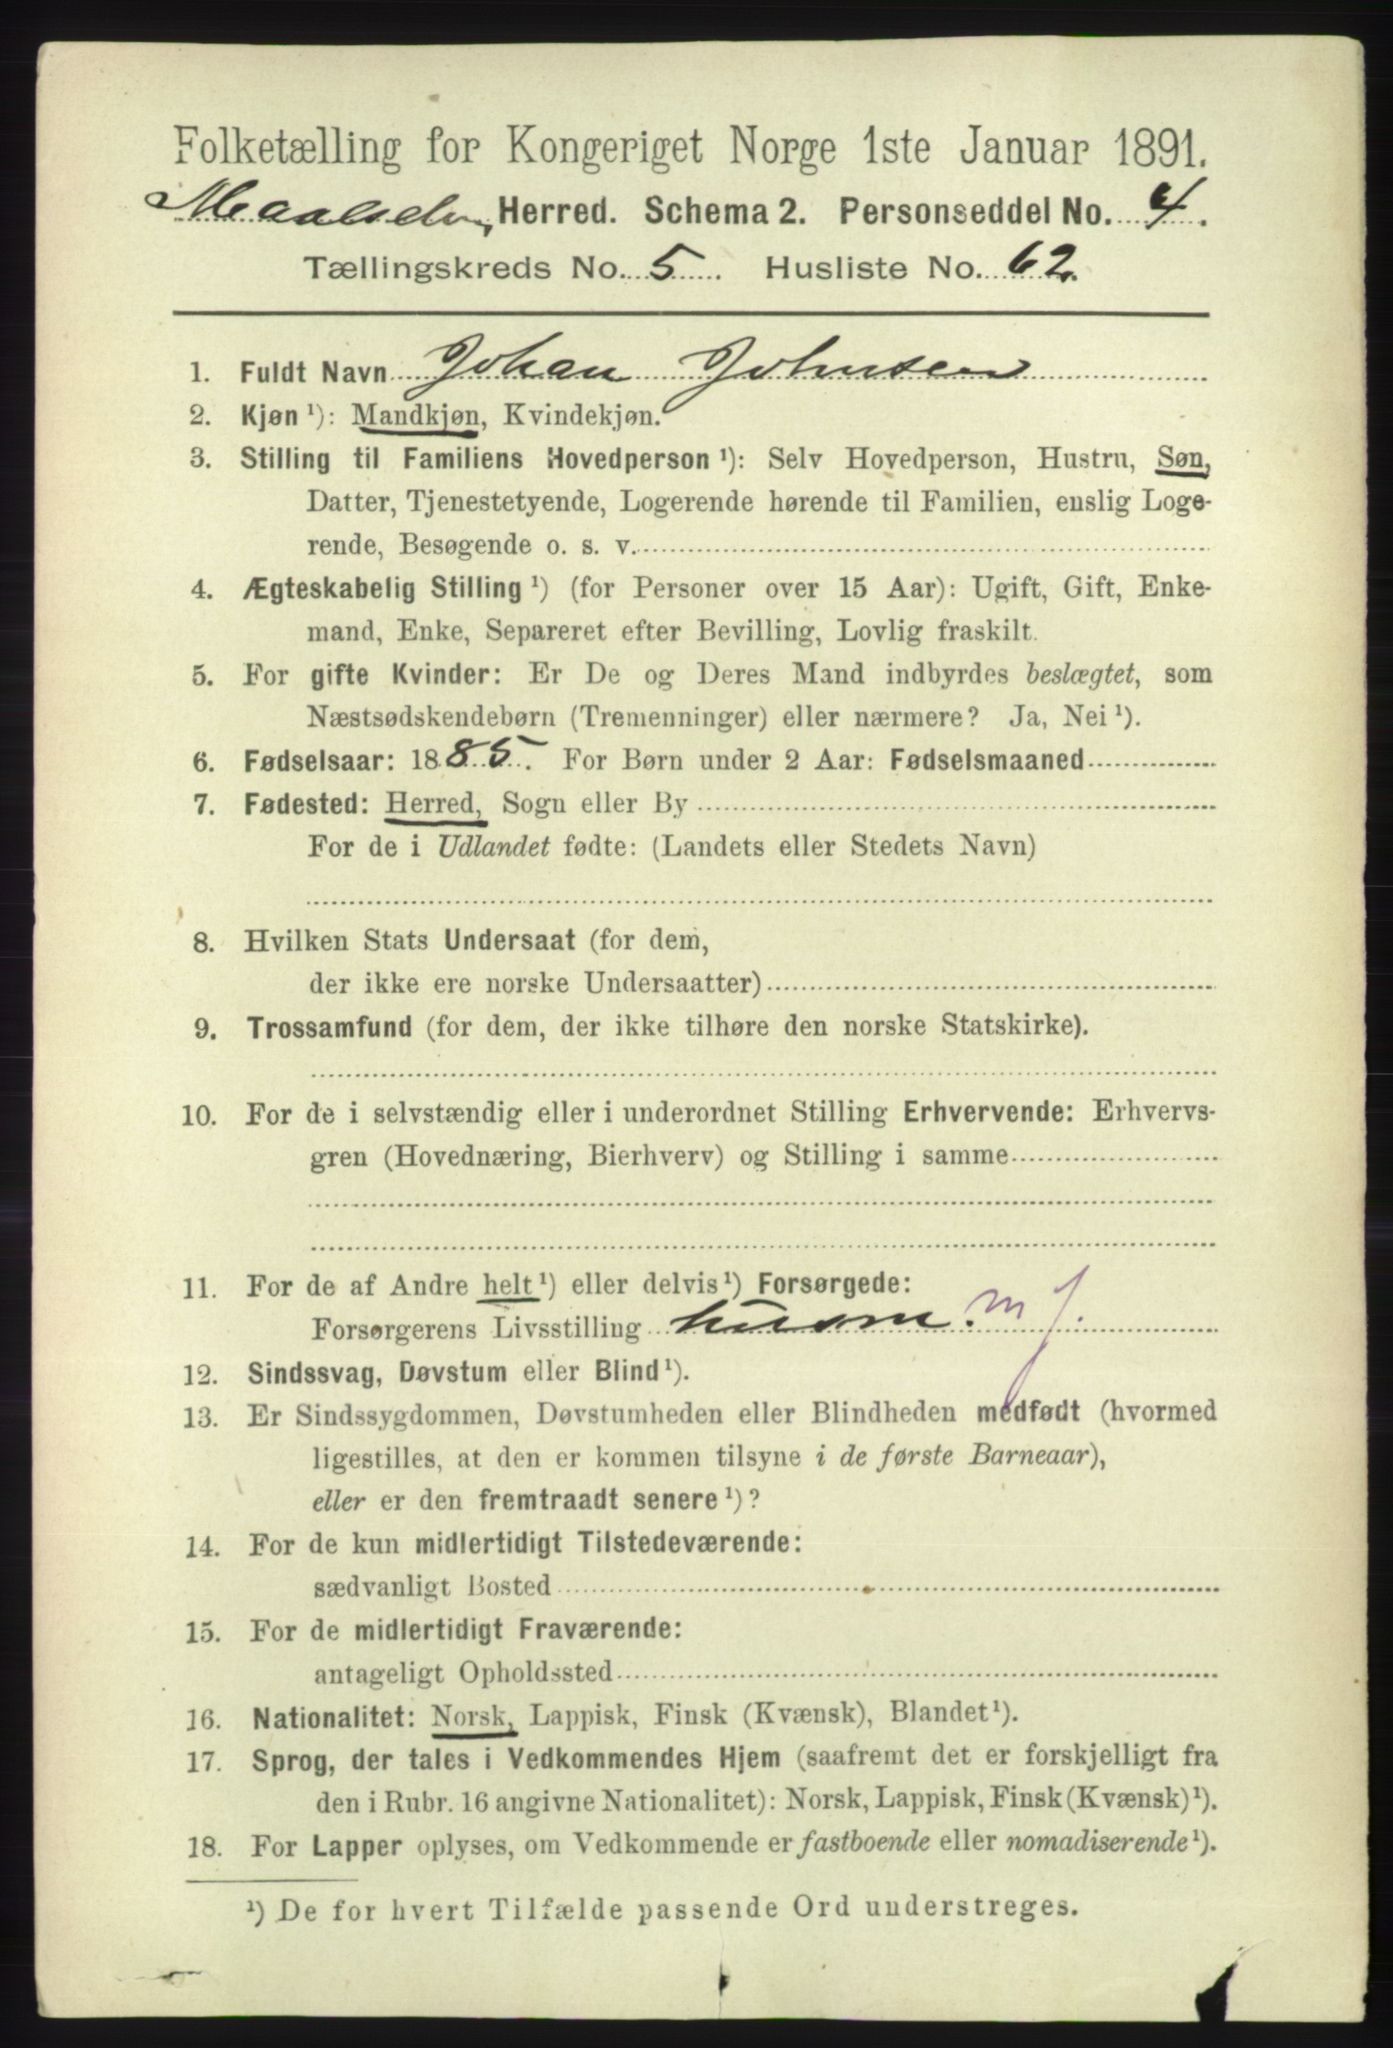 Folketælling for Kongeriget Norge 1ste Januar 1891.
Maalselv, Herred. Schema 2. Personseddel No. 4.
Tællingskreds No. 5. Husliste No. 62.
1. Fuldt Navn Johan Johnsen
2. Kjøn ¹): Mandkjøn, Kvindekjøn.
3. Stilling til Familiens Hovedperson ¹): Selv Hovedperson, Hustru, Søn,
Datter, Tjenestetyende, Logerende hørende til Familien, enslig Loge-
rende, Besøgende o. s. v.
4. Ægteskabelig Stilling ¹) (for Personer over 15 Aar): Ugift, Gift, Enke-
mand, Enke, Separeret efter Bevilling, Lovlig fraskilt.
5. For gifte Kvinder: Er De og Deres Mand indbyrdes beslægtet, som
Næstsødskendebørn (Tremenninger) eller nærmere? Ja, Nei ¹).
6. Fødselsaar: 1885. For Børn under 2 Aar: Fødselsmaaned
7. Fødested: Herred, Sogn eller By
For de i Udlandet fødte: (Landets eller Stedets Navn)
8. Hvilken Stats Undersaat (for dem,
der ikke ere norske Undersaatter)
9. Trossamfund (for dem, der ikke tilhøre den norske Statskirke).
10. For de i selvstændig eller i underordnet Stilling Erhvervende: Erhvervs-
gren (Hovednæring, Bierhverv) og Stilling i samme
11. For de af Andre helt ¹) eller delvis ¹) Forsørgede:
Forsørgerens Livsstilling husm. m J.
12. Sindssvag, Døvstum eller Blind ¹).
13. Er Sindssygdommen, Døvstumheden eller Blindheden medfødt (hvormed
ligestilles, at den er kommen tilsyne i de første Barneaar),
eller er den fremtraadt senere ¹)?
14. For de kun midlertidigt Tilstedeværende:
sædvanligt Bosted
15. For de midlertidigt Fraværende:
antageligt Opholdssted
16. Nationalitet: Norsk, Lappisk, Finsk (Kvænsk), Blandet ¹).
17. Sprog, der tales i Vedkommendes Hjem (saafremt det er forskjelligt fra
den i Rubr. 16 angivne Nationalitet): Norsk, Lappisk, Finsk (Kvænsk) ¹).
18. For Lapper oplyses, om Vedkommende er fastboende eller nomadiserende ¹).
¹) De for hvert Tilfælde passende Ord understreges.